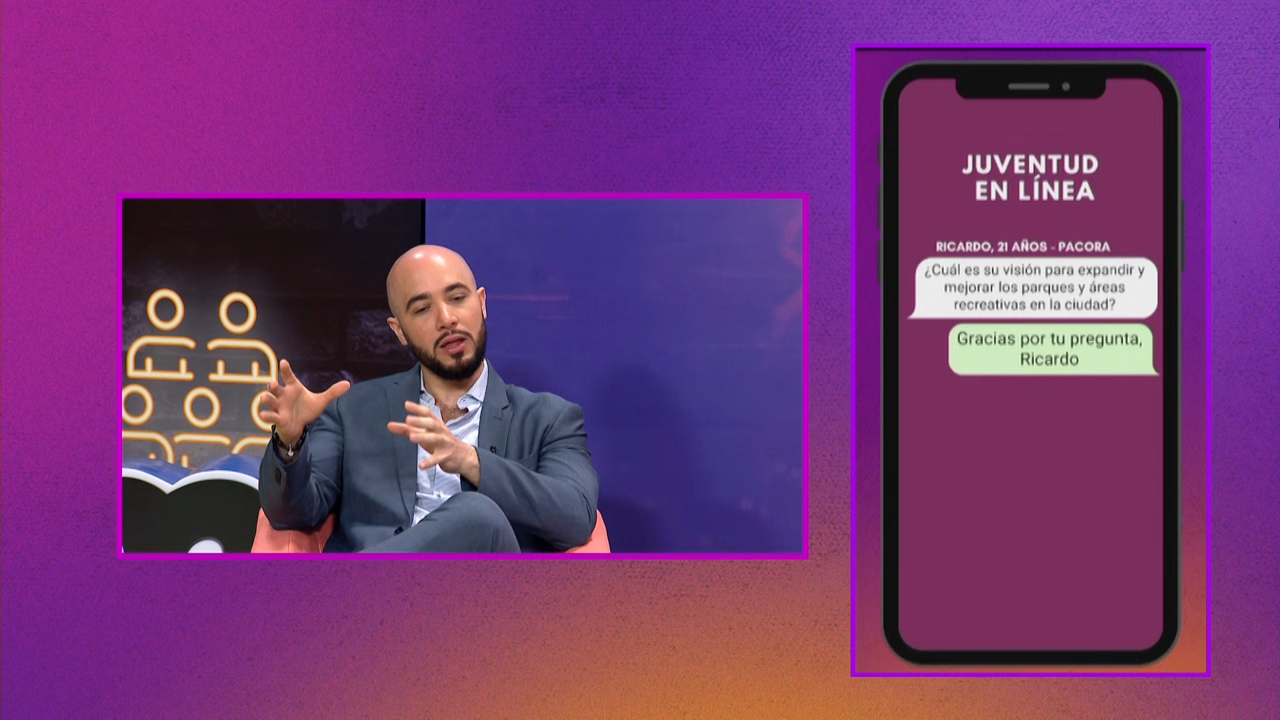 JUVENTUD
EN LÍNEA
RICARDO, 21 AÑOS - PACORA
¿Cuál es su visión para expandir y
mejorar los parques y áreas
recreativas en la ciudad?
Gracias por tu pregunta,
Ricardo